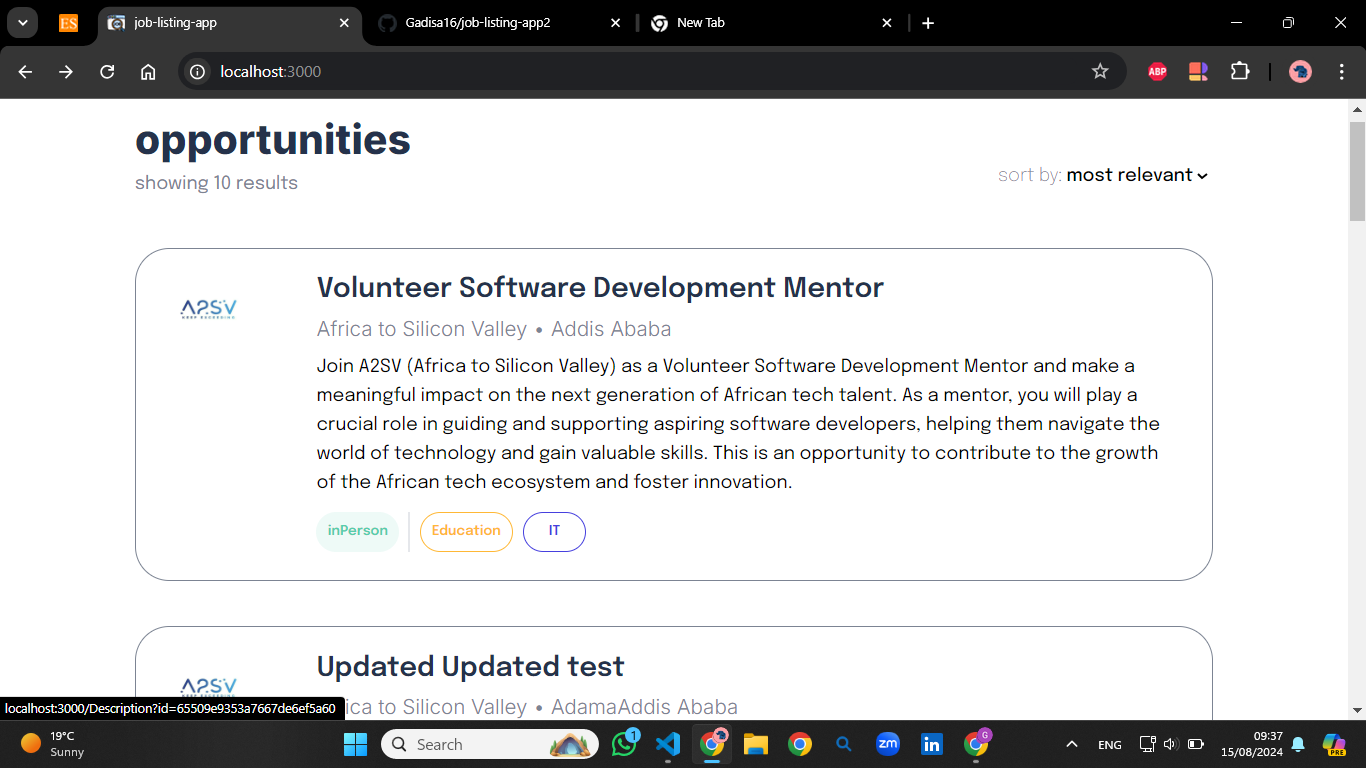 ES
job-listing-app
Gadisa16/job-listing-app2
New Tab
localhost:3000
ABP
opportunities
showing 10 results
sort by: most relevant
A2SV
Volunteer Software Development Mentor
Africa to Silicon Valley • Addis Ababa
Join A2SV (Africa to Silicon Valley) as a Volunteer Software Development Mentor and make a
meaningful impact on the next generation of African tech talent. As a mentor, you will play a
crucial role in guiding and supporting aspiring software developers, helping them navigate the
world of technology and gain valuable skills. This is an opportunity to contribute to the growth
of the African tech ecosystem and foster innovation.
inPerson
Education
IT
A2SV
Updated Updated test
ica to Silicon Valley • AdamaAddis Ababa
localhost:3000/Description?id=65509e9353a7667de6ef5a60
19°C
Sunny
Search
1
zm
in
G
ENG
09:37
15/08/2024
PRE